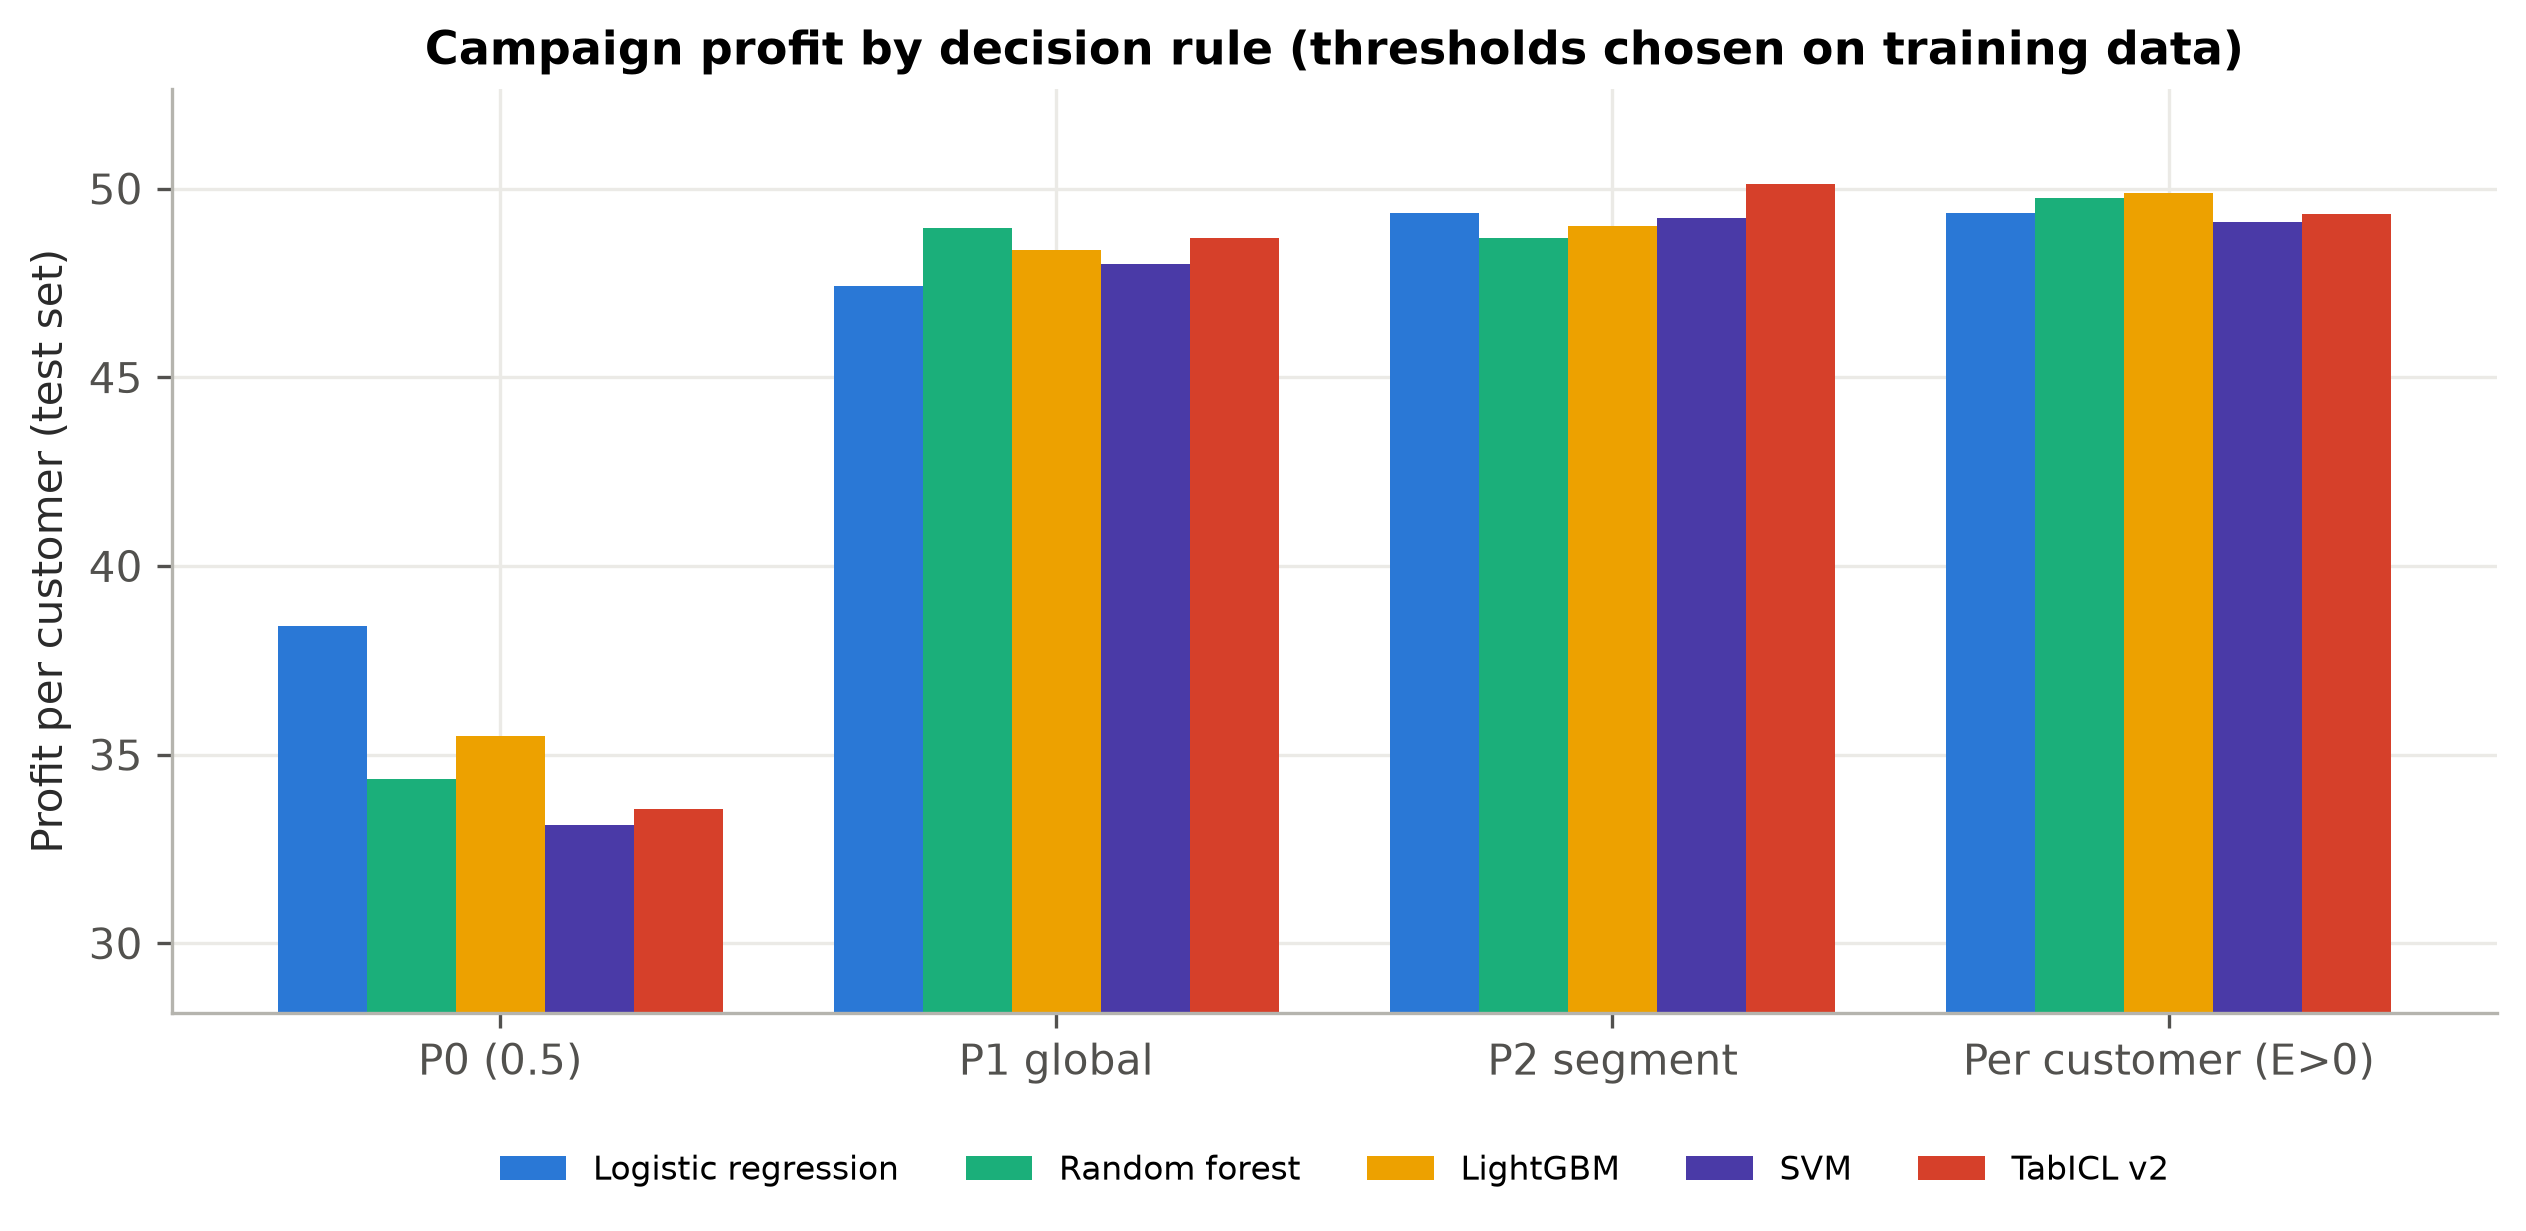 Campaign profit by decision rule (thresholds chosen on training data)
Profit per customer (test set)
50
45
40
35
30
P0 (0.5)
P1 global
P2 segment
Per customer (E>0)
Logistic regression
Random forest
LightGBM
SVM
TabICL v2